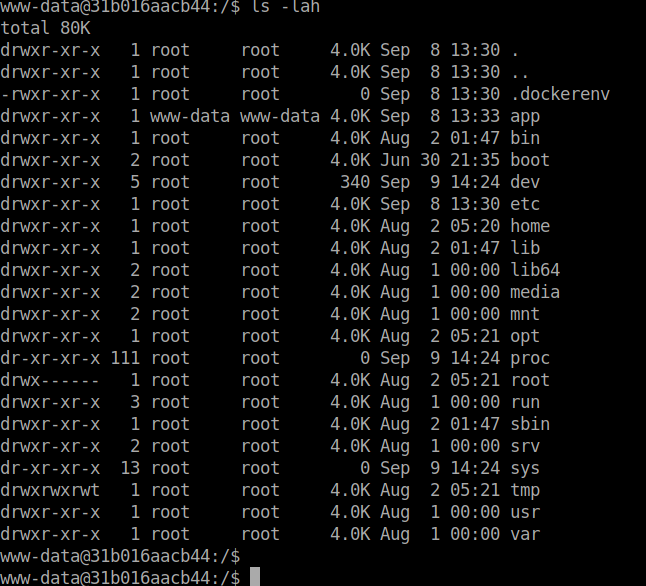 www-data@31b016aacb44:/$ ls -lah
total 80K
drwxr-xr-x   1 root     root     4.0K Sep  8 13:30 .
drwxr-xr-x   1 root     root     4.0K Sep  8 13:30 ..
-rwxr-xr-x   1 root     root        0 Sep  8 13:30 .dockerenv
drwxr-xr-x   1 www-data www-data 4.0K Sep  8 13:33 app
drwxr-xr-x   1 root     root     4.0K Aug  2 01:47 bin
drwxr-xr-x   2 root     root     4.0K Jun 30 21:35 boot
drwxr-xr-x   5 root     root      340 Sep  9 14:24 dev
drwxr-xr-x   1 root     root     4.0K Sep  8 13:30 etc
drwxr-xr-x   1 root     root     4.0K Aug  2 05:20 home
drwxr-xr-x   1 root     root     4.0K Aug  2 01:47 lib
drwxr-xr-x   2 root     root     4.0K Aug  1 00:00 lib64
drwxr-xr-x   2 root     root     4.0K Aug  1 00:00 media
drwxr-xr-x   2 root     root     4.0K Aug  1 00:00 mnt
drwxr-xr-x   1 root     root     4.0K Aug  2 05:21 opt
dr-xr-xr-x 111 root     root        0 Sep  9 14:24 proc
drwx------   1 root     root     4.0K Aug  2 05:21 root
drwxr-xr-x   3 root     root     4.0K Aug  1 00:00 run
drwxr-xr-x   1 root     root     4.0K Aug  2 01:47 sbin
drwxr-xr-x   2 root     root     4.0K Aug  1 00:00 srv
dr-xr-xr-x  13 root     root        0 Sep  9 14:24 sys
drwxrwxrwt   1 root     root     4.0K Aug  2 05:21 tmp
drwxr-xr-x   1 root     root     4.0K Aug  1 00:00 usr
drwxr-xr-x   1 root     root     4.0K Aug  1 00:00 var
www-data@31b016aacb44:/$
www-data@31b016aacb44:/$